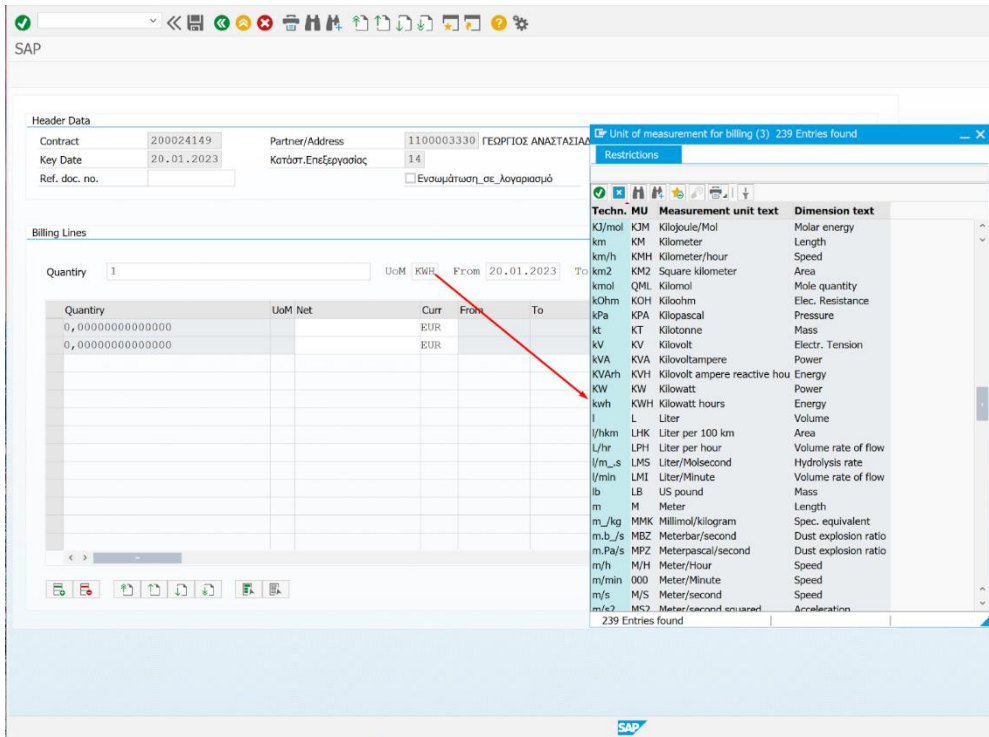 SAP
Header Data
Contract 200024149 Partner/Address 1100003330 ΓΕΩΡΓΙΟΣ ΑΝΑΣΤΑΣΙΑΔ
Key Date 20.01.2023 Κατάστ.Επεξεργασίας 14
Ref. doc. no. Ενσωμάτωση_σε_λογαριασμό
Billing Lines
Quantiry 1 UoM KWH From 20.01.2023 To
Quantiry UoM Net Curr From To
0,00000000000000 EUR
0,00000000000000 EUR
Unit of measurement for billing (3) 239 Entries found
Restrictions
Techn. MU Measurement unit text Dimension text
KJ/mol KJM Kilojoule/Mol Molar energy
km KM Kilometer Length
km/h KMH Kilometer/hour Speed
km2 KM2 Square kilometer Area
kmol QML Kilomol Mole quantity
kOhm KOH Kiloohm Elec. Resistance
kPa KPA Kilopascal Pressure
kt KT Kilotonne Mass
kV KV Kilovolt Electr. Tension
kVA KVA Kilovoltampere Power
KVArh KVH Kilovolt ampere reactive hou Energy
KW KW Kilowatt Power
kwh KWH Kilowatt hours Energy
l L Liter Volume
l/hkm LHK Liter per 100 km Area
L/hr LPH Liter per hour Volume rate of flow
l/m_.s LMS Liter/Molsecond Hydrolysis rate
l/min LMI Liter/Minute Volume rate of flow
lb LB US pound Mass
m M Meter Length
m_/kg MMK Millimol/kilogram Spec. equivalent
m.b_/s MBZ Meterbar/second Dust explosion ratio
m.Pa/s MPZ Meterpascal/second Dust explosion ratio
m/h M/H Meter/Hour Speed
m/min 000 Meter/Minute Speed
m/s M/S Meter/second Speed
m/s2 MS2 Meter/second squared Acceleration
239 Entries found
SAP